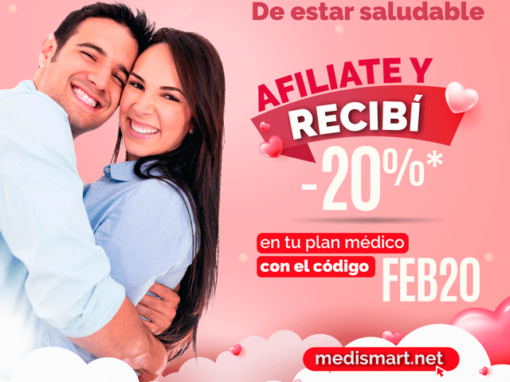 De estar saludable
AFILIATE Y
RECIBÍ
-20%*
en tu plan médico
con el código
FEB20
medismart.net